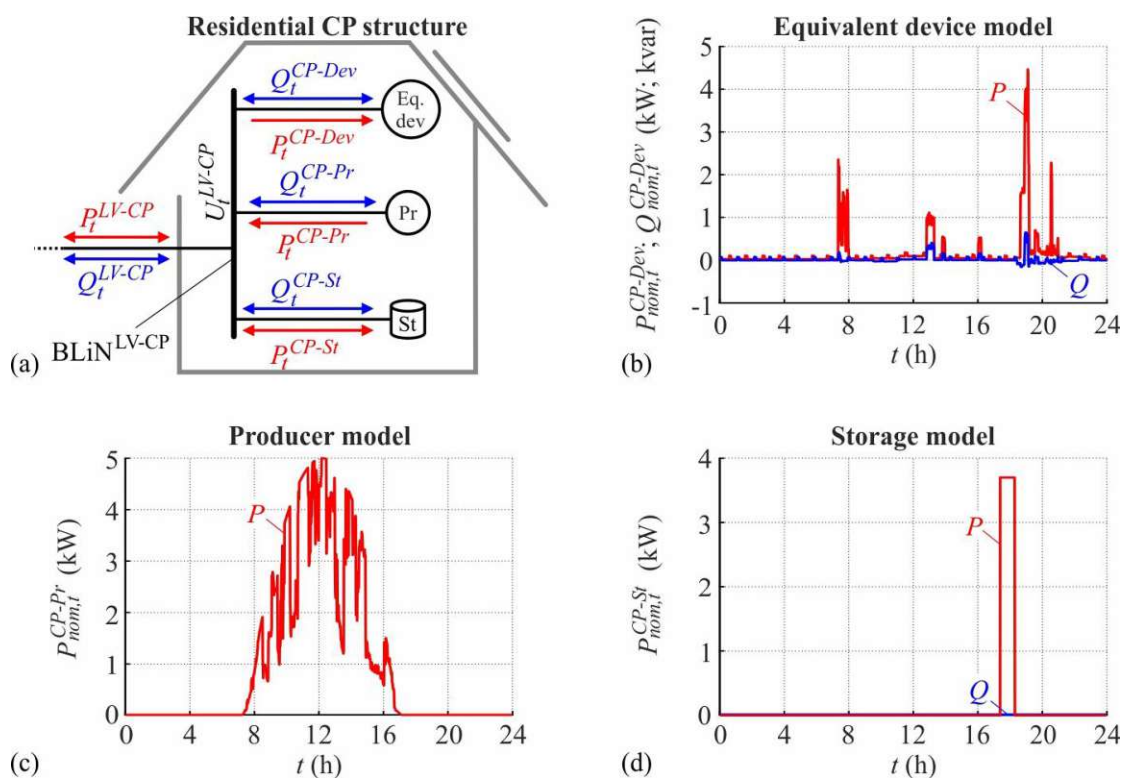 Residential CP structure
Q_t^{CP-Dev}
Eq. dev
P_t^{CP-Dev}
U_t^{LV-CP}
Q_t^{CP-Pr}
Pr
P_t^{CP-Pr}
P_t^{LV-CP}
Q_t^{LV-CP}
Q_t^{CP-St}
St
P_t^{CP-St}
BLiN^{LV-CP}
(a)
Equivalent device model
P_{nom,t}^{CP-Dev}; Q_{nom,t}^{CP-Dev} (kW; kvar)
5
4
3
2
1
0
-1
P
Q
0 4 8 12 16 20 24
t (h)
(b)
Producer model
P_{nom,t}^{CP-Pr} (kW)
5
4
3
2
1
0
P
0 4 8 12 16 20 24
t (h)
(c)
Storage model
P_{nom,t}^{CP-St} (kW)
4
3
2
1
0
P
Q
0 4 8 12 16 20 24
t (h)
(d)